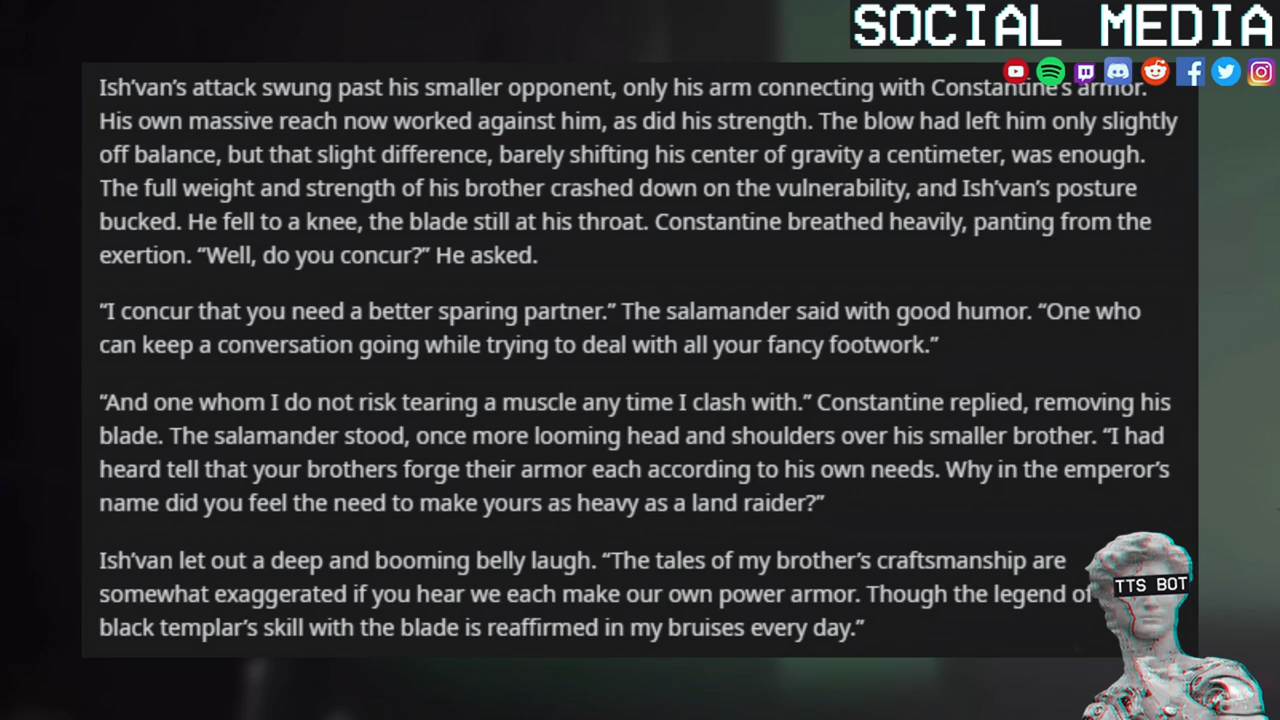 SOCIAL MEDIA
Ish’van’s attack swung past his smaller opponent, only his arm connecting with Constantine’s armor.
His own massive reach now worked against him, as did his strength. The blow had left him only slightly
off balance, but that slight difference, barely shifting his center of gravity a centimeter, was enough.
The full weight and strength of his brother crashed down on the vulnerability, and Ish’van’s posture
bucked. He fell to a knee, the blade still at his throat. Constantine breathed heavily, panting from the
exertion. “Well, do you concur?” He asked.
“I concur that you need a better sparing partner.” The salamander said with good humor. “One who
can keep a conversation going while trying to deal with all your fancy footwork.”
“And one whom I do not risk tearing a muscle any time I clash with.” Constantine replied, removing his
blade. The salamander stood, once more looming head and shoulders over his smaller brother. “I had
heard tell that your brothers forge their armor each according to his own needs. Why in the emperor’s
name did you feel the need to make yours as heavy as a land raider?”
Ish’van let out a deep and booming belly laugh. “The tales of my brother’s craftsmanship are
somewhat exaggerated if you hear we each make our own power armor. Though the legend of
black templar’s skill with the blade is reaffirmed in my bruises every day.”
TTS BOT